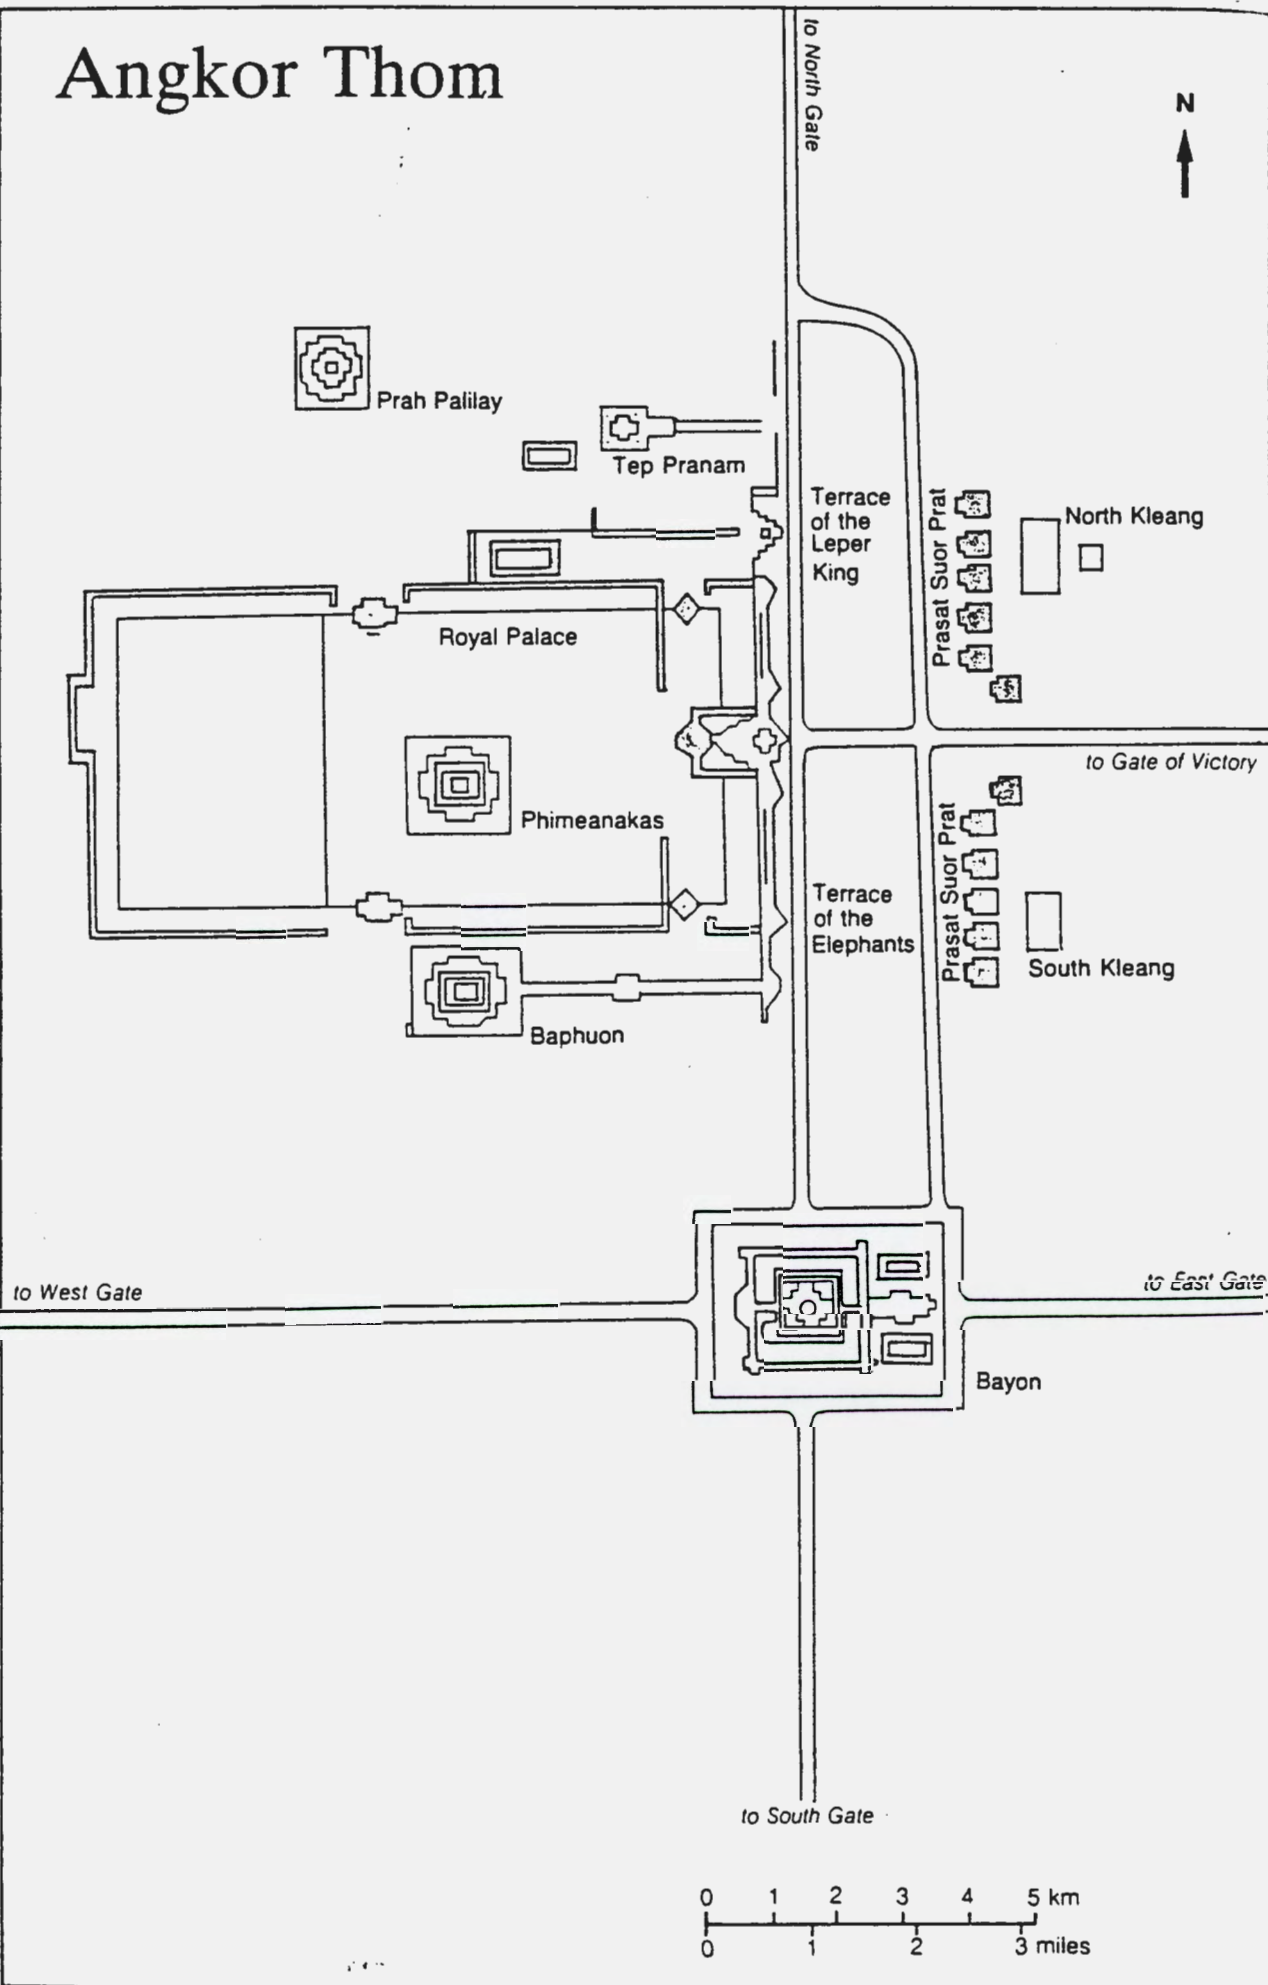 Angkor Thom
to North Gate
N
Prah Palilay
Tep Pranam
Terrace
of the
Leper
King
Prasat Suor Prat
North Kleang
Royal Palace
to Gate of Victory
Phimeanakas
Terrace
of the
Elephants
Prasat Suor Prat
South Kleang
Baphuon
to West Gate
to East Gate
Bayon
to South Gate
0 1 2 3 4 5 km
0 1 2 3 miles